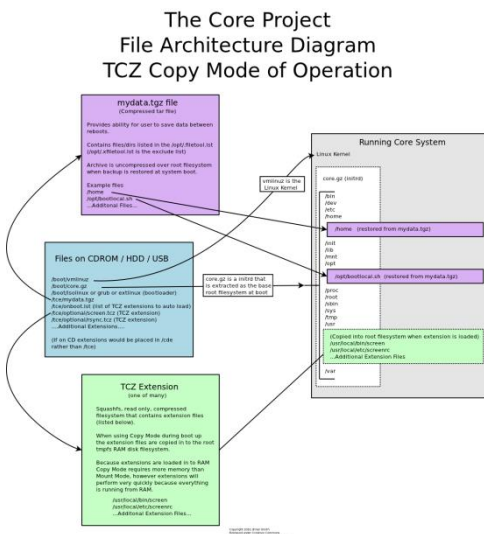 The Core Project
File Architecture Diagram
TCZ Copy Mode of Operation
mydata.tgz file
(Compressed tar file)
Provides ability for user to save data between
reboots.
Contains files/dirs listed in the /opt/.filetool.lst
(/opt/.xfiletool.lst is the exclude list)
Archive is uncompressed over root filesystem
when backup is restored at system boot.
Example files
/home
/opt/bootlocal.sh
...Additional Files...
Files on CDROM / HDD / USB
/boot/vmlinuz
/boot/core.gz
/boot/isolinux or grub or extlinux (bootloader)
/tce/mydata.tgz
/tce/onboot.lst (list of TCZ extensions to auto load)
/tce/optional/screen.tcz (TCZ extension)
/tce/optional/rsync.tcz (TCZ extension)
...Additional Extensions....
(If on CD extensions would be placed in /cde
rather than /tce)
TCZ Extension
(one of many)
Squashfs, read only, compressed
filesystem that contains extension files
(listed below).
When using Copy Mode during boot up
the extension files are copied in to the root
tmpfs RAM disk filesystem.
Because extensions are loaded in to RAM
Copy Mode requires more memory than
Mount Mode, however extensions will
perform very quickly because everything
is running from RAM.
/usr/local/bin/screen
/usr/local/etc/screenrc
...Additional Extension Files...
vmlinuz is the
Linux Kernel
core.gz is a initrd that
is extracted as the base
root filesystem at boot
Running Core System
Linux Kernel
core.gz (initrd)
/bin
/dev
/etc
/home
/home (restored from mydata.tgz)
/init
/lib
/mnt
/opt
/opt/bootlocal.sh (restored from mydata.tgz)
/proc
/root
/sbin
/sys
/tmp
/usr
(Copied into root filesystem when extension is loaded)
/usr/local/bin/screen
/usr/local/etc/screenrc
...Additional Extension Files
/var